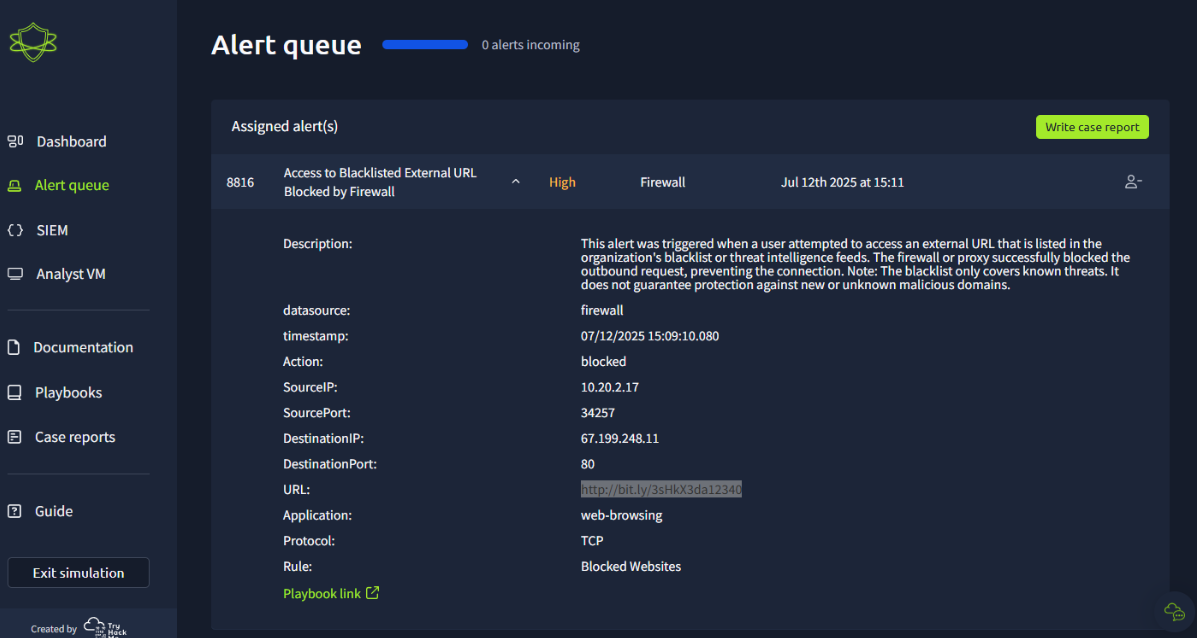 Alert queue
0 alerts incoming
Dashboard
Alert queue
SIEM
Analyst VM
Documentation
Playbooks
Case reports
Guide
Exit simulation
Created by
Try
Hack
Me
Assigned alert(s)
Write case report
8816
Access to Blacklisted External URL
Blocked by Firewall
High
Firewall
Jul 12th 2025 at 15:11
Description:
This alert was triggered when a user attempted to access an external URL that is listed in the
organization's blacklist or threat intelligence feeds. The firewall or proxy successfully blocked the
outbound request, preventing the connection. Note: The blacklist only covers known threats. It
does not guarantee protection against new or unknown malicious domains.
datasource:
firewall
timestamp:
07/12/2025 15:09:10.080
Action:
blocked
SourceIP:
10.20.2.17
SourcePort:
34257
DestinationIP:
67.199.248.11
DestinationPort:
80
URL:
http://bit.ly/3sHkX3da12340
Application:
web-browsing
Protocol:
TCP
Rule:
Blocked Websites
Playbook link